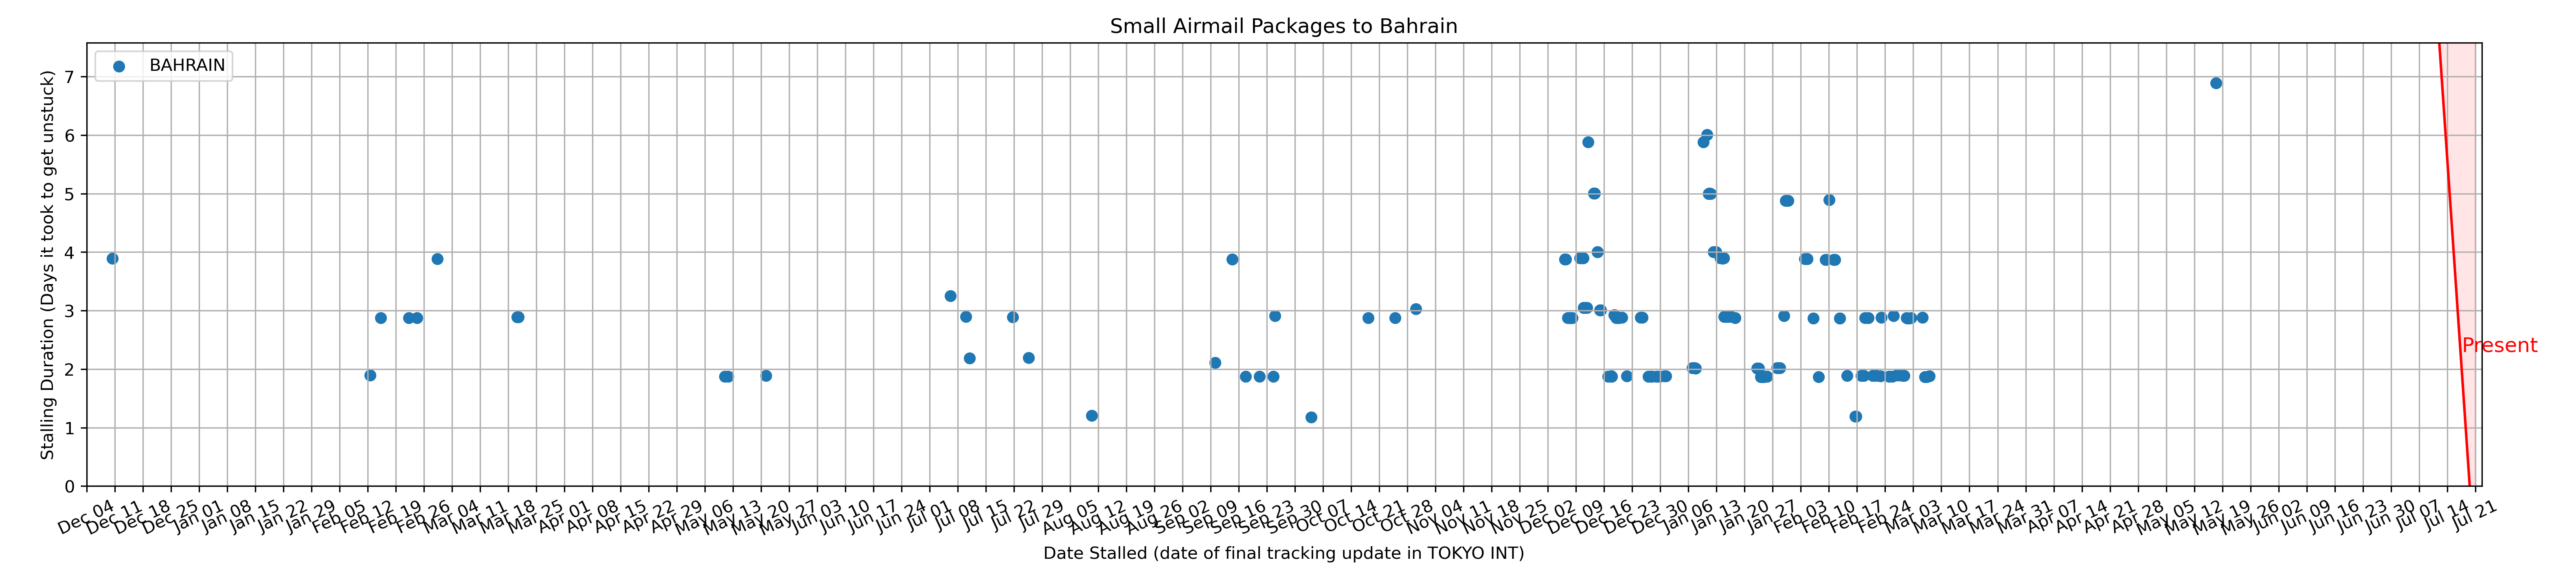 Small Airmail Packages to Bahrain
BAHRAIN
Stalling Duration (Days it took to get unstuck)
7
6
5
4
3
2
1
0
Present
Dec 04 Dec 11 Dec 18 Dec 25 Jan 01 Jan 08 Jan 15 Jan 22 Jan 29 Feb 05 Feb 12 Feb 19 Feb 26 Mar 04 Mar 11 Mar 18 Mar 25 Apr 01 Apr 08 Apr 15 Apr 22 Apr 29 May 06 May 13 May 20 May 27 Jun 03 Jun 10 Jun 17 Jun 24 Jul 01 Jul 08 Jul 15 Jul 22 Jul 29 Aug 05 Aug 12 Aug 19 Aug 26 Sep 02 Sep 09 Sep 16 Sep 23 Sep 30 Oct 07 Oct 14 Oct 21 Oct 28 Nov 04 Nov 11 Nov 18 Nov 25 Dec 02 Dec 09 Dec 16 Dec 23 Dec 30 Jan 06 Jan 13 Jan 20 Jan 27 Feb 03 Feb 10 Feb 17 Feb 24 Mar 03 Mar 10 Mar 17 Mar 24 Mar 31 Apr 07 Apr 14 Apr 21 Apr 28 May 05 May 12 May 19 May 26 Jun 02 Jun 09 Jun 16 Jun 23 Jun 30 Jul 07 Jul 14 Jul 21
Date Stalled (date of final tracking update in TOKYO INT)